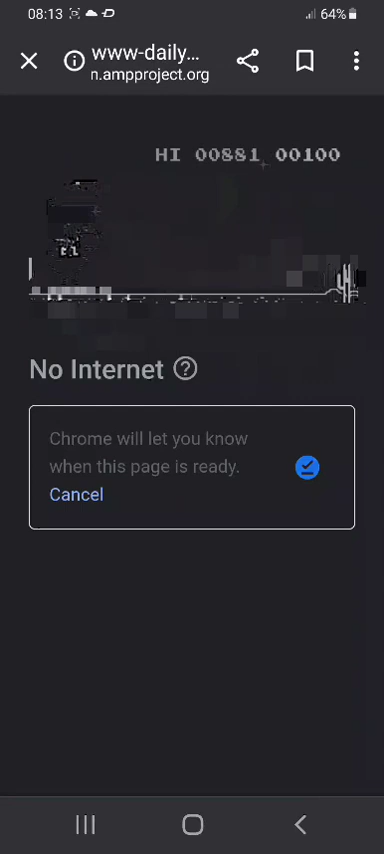 08:13
64%
www-daily...
n.ampproject.org
HI 00881 00100
No Internet
Chrome will let you know
when this page is ready.
Cancel